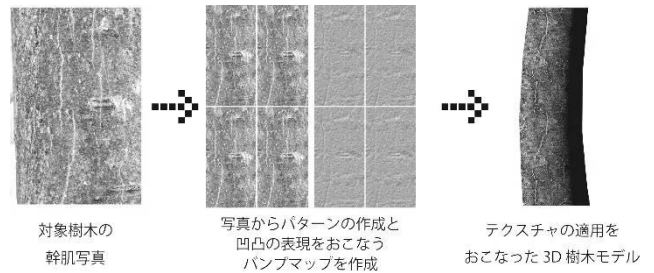 対象樹木の
幹肌写真
写真からパターンの作成と
凹凸の表現をおこなう
バンプマップを作成
テクスチャの適用を
おこなった 3D 樹木モデル